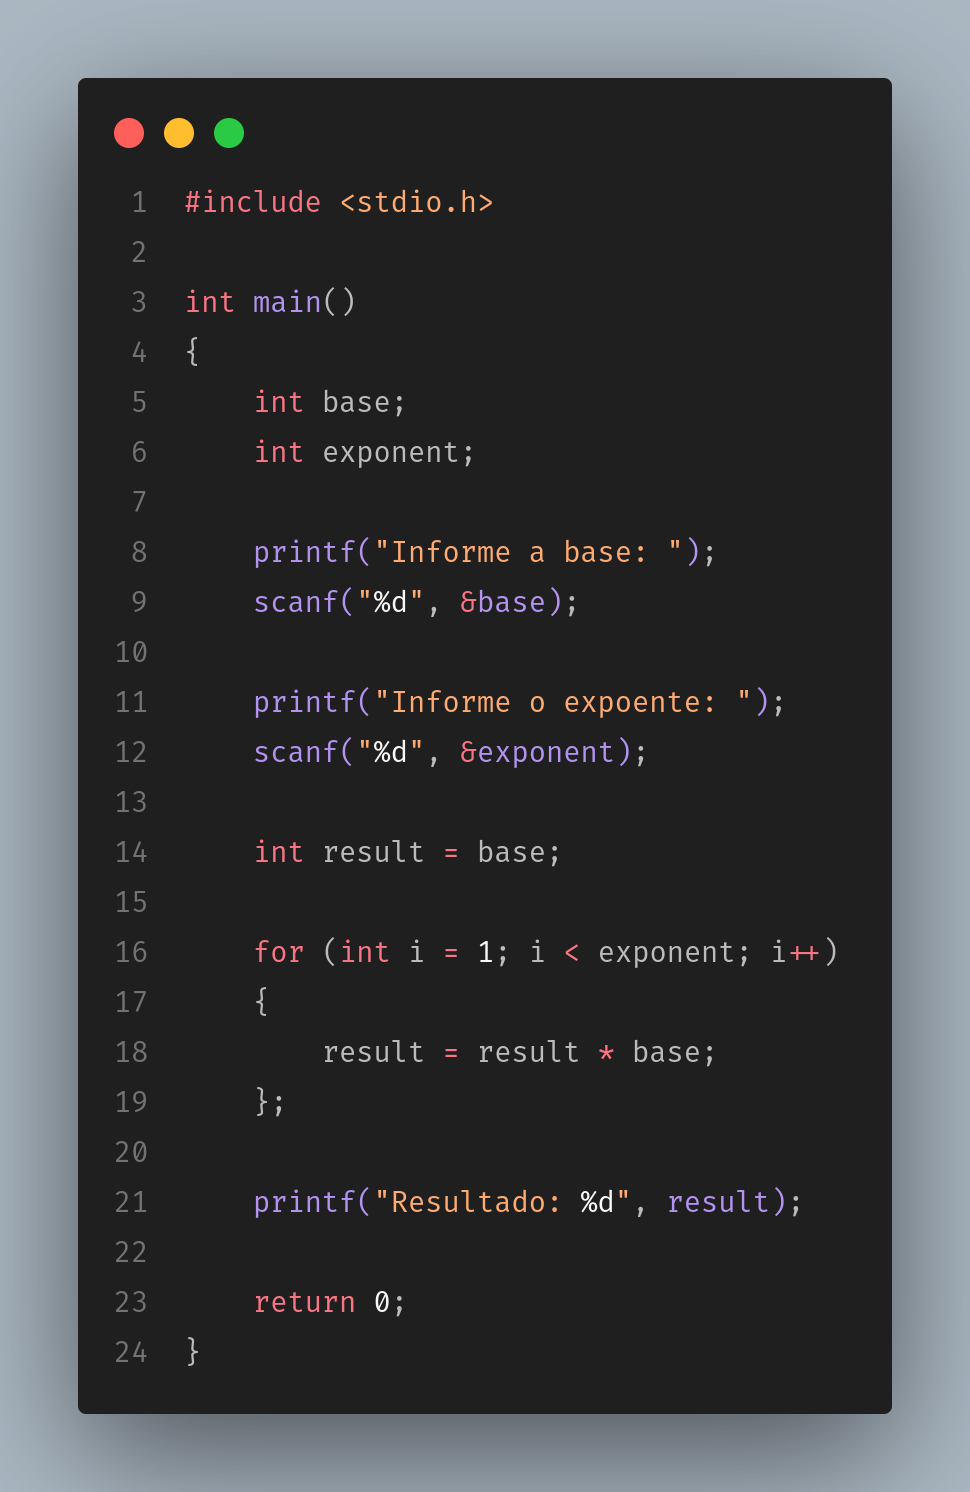 1 #include <stdio.h>
2
3 int main()
4 {
5     int base;
6     int exponent;
7
8     printf("Informe a base: ");
9     scanf("%d", &base);
10
11     printf("Informe o expoente: ");
12     scanf("%d", &exponent);
13
14     int result = base;
15
16     for (int i = 1; i < exponent; i++)
17     {
18         result = result * base;
19     };
20
21     printf("Resultado: %d", result);
22
23     return 0;
24 }